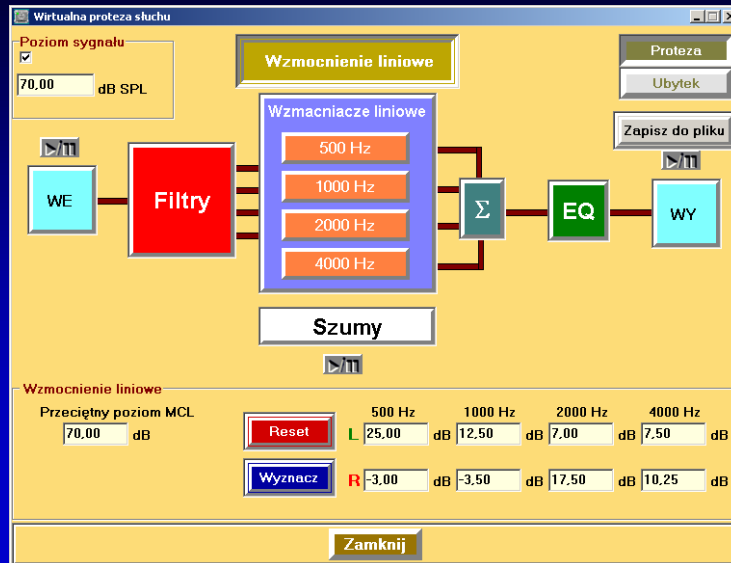 Wirtualna proteza słuchu
Poziom sygnału
70,00 dB SPL
Wzmocnienie liniowe
Proteza
Ubytek
Zapisz do pliku
Wzmacniacze liniowe
500 Hz
1000 Hz
2000 Hz
4000 Hz
WE
Filtry
Σ
EQ
WY
Szumy
Wzmocnienie liniowe
Przeciętny poziom MCL
70,00 dB
500 Hz 1000 Hz 2000 Hz 4000 Hz
Reset L 25,00 dB 12,50 dB 7,00 dB 7,50 dB
Wyznacz R -3,00 dB -3,50 dB 17,50 dB 10,25 dB
Zamknij